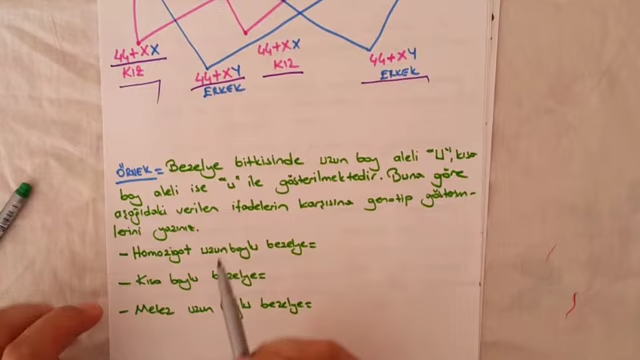 44+XX
KIZ
44+XY
ERKEK
44+XX
KIZ
44+XY
ERKEK
ÖRNEK= Bezelye bitkisinde uzun boy aleli "U", kısa
boy aleli ise "u" ile gösterilmektedir. Buna göre
aşağıdaki verilen ifadelerin karşısına genotip gösterim-
lerini yazınız.
- Homozigot uzun boylu bezelye=
- Kısa boylu bezelye=
- Melez uzun bezelye=